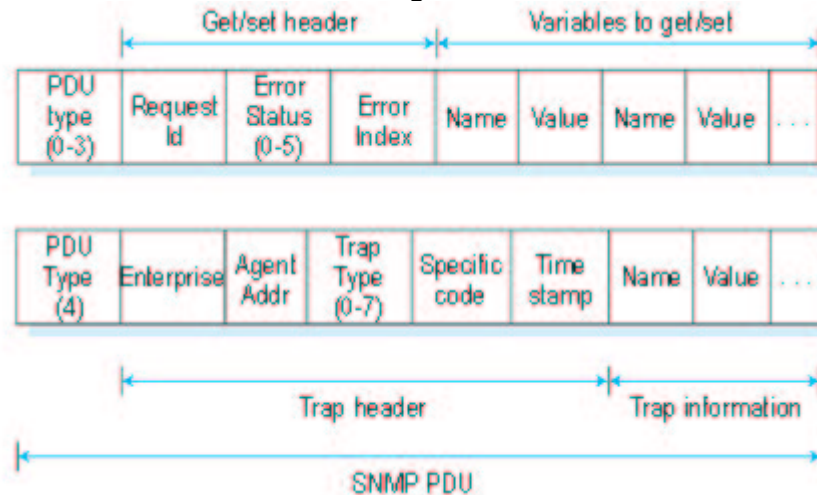 Get/set header Variables to get/set
PDU type (0-3) Request Id Error Status (0-5) Error Index Name Value Name Value ...
PDU Type (4) Enterprise Agent Addr Trap Type (0-7) Specific code Time stamp Name Value ...
Trap header Trap information
SNMP PDU